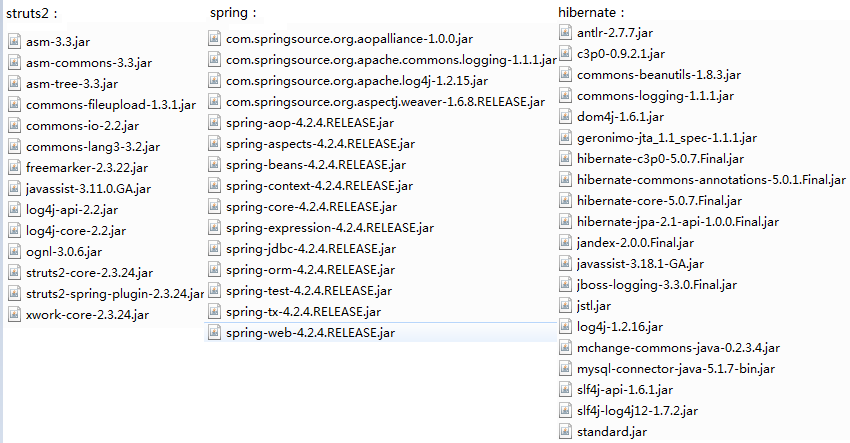 struts2：
asm-3.3.jar
asm-commons-3.3.jar
asm-tree-3.3.jar
commons-fileupload-1.3.1.jar
commons-io-2.2.jar
commons-lang3-3.2.jar
freemarker-2.3.22.jar
javassist-3.11.0.GA.jar
log4j-api-2.2.jar
log4j-core-2.2.jar
ognl-3.0.6.jar
struts2-core-2.3.24.jar
struts2-spring-plugin-2.3.24.jar
xwork-core-2.3.24.jar
spring：
com.springsource.org.aopalliance-1.0.0.jar
com.springsource.org.apache.commons.logging-1.1.1.jar
com.springsource.org.apache.log4j-1.2.15.jar
com.springsource.org.aspectj.weaver-1.6.8.RELEASE.jar
spring-aop-4.2.4.RELEASE.jar
spring-aspects-4.2.4.RELEASE.jar
spring-beans-4.2.4.RELEASE.jar
spring-context-4.2.4.RELEASE.jar
spring-core-4.2.4.RELEASE.jar
spring-expression-4.2.4.RELEASE.jar
spring-jdbc-4.2.4.RELEASE.jar
spring-orm-4.2.4.RELEASE.jar
spring-test-4.2.4.RELEASE.jar
spring-tx-4.2.4.RELEASE.jar
spring-web-4.2.4.RELEASE.jar
hibernate：
antlr-2.7.7.jar
c3p0-0.9.2.1.jar
commons-beanutils-1.8.3.jar
commons-logging-1.1.1.jar
dom4j-1.6.1.jar
geronimo-jta_1.1_spec-1.1.1.jar
hibernate-c3p0-5.0.7.Final.jar
hibernate-commons-annotations-5.0.1.Final.jar
hibernate-core-5.0.7.Final.jar
hibernate-jpa-2.1-api-1.0.0.Final.jar
jandex-2.0.0.Final.jar
javassist-3.18.1-GA.jar
jboss-logging-3.3.0.Final.jar
jstl.jar
log4j-1.2.16.jar
mchange-commons-java-0.2.3.4.jar
mysql-connector-java-5.1.7-bin.jar
slf4j-api-1.6.1.jar
slf4j-log4j12-1.7.2.jar
standard.jar